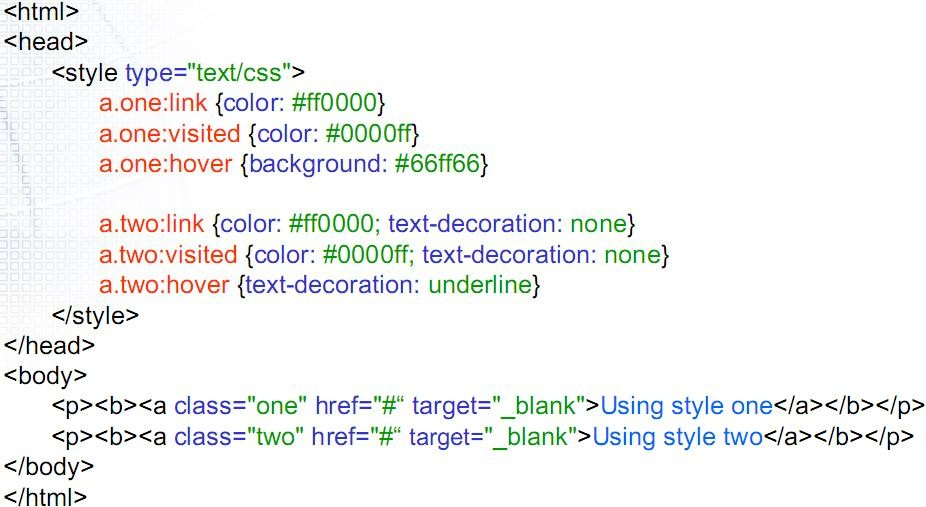 <html>
<head>
<style type="text/css">
a.one:link {color: #ff0000}
a.one:visited {color: #0000ff}
a.one:hover {background: #66ff66}
a.two:link {color: #ff0000; text-decoration: none}
a.two:visited {color: #0000ff; text-decoration: none}
a.two:hover {text-decoration: underline}
</style>
</head>
<body>
<p><b><a class="one" href="#“ target="_blank">Using style one</a></b></p>
<p><b><a class="two" href="#“ target="_blank">Using style two</a></b></p>
</body>
</html>